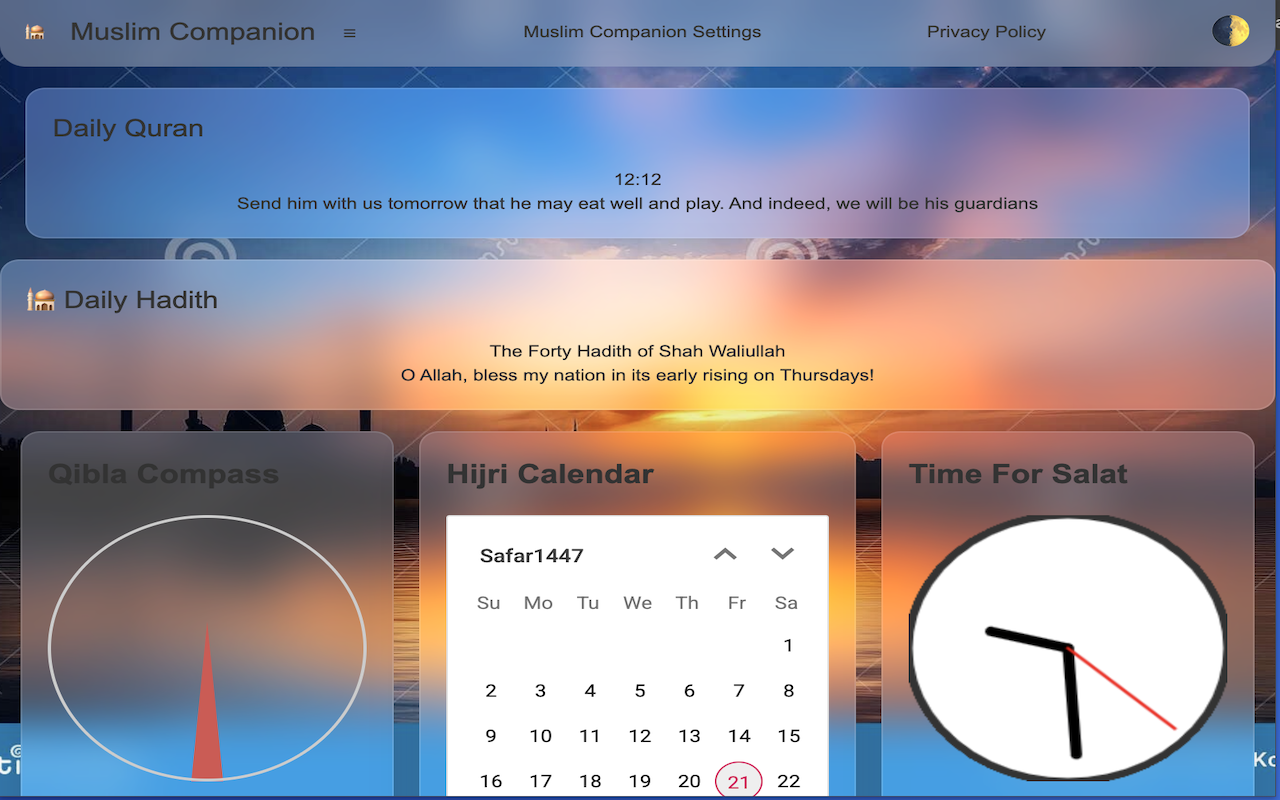 Muslim Companion ≡ Muslim Companion Settings Privacy Policy
Daily Quran
12:12
Send him with us tomorrow that he may eat well and play. And indeed, we will be his guardians
Daily Hadith
The Forty Hadith of Shah Waliullah
O Allah, bless my nation in its early rising on Thursdays!
Qibla Compass
Hijri Calendar
Safar1447
Su Mo Tu We Th Fr Sa
1
2 3 4 5 6 7 8
9 10 11 12 13 14 15
16 17 18 19 20 21 22
Time For Salat